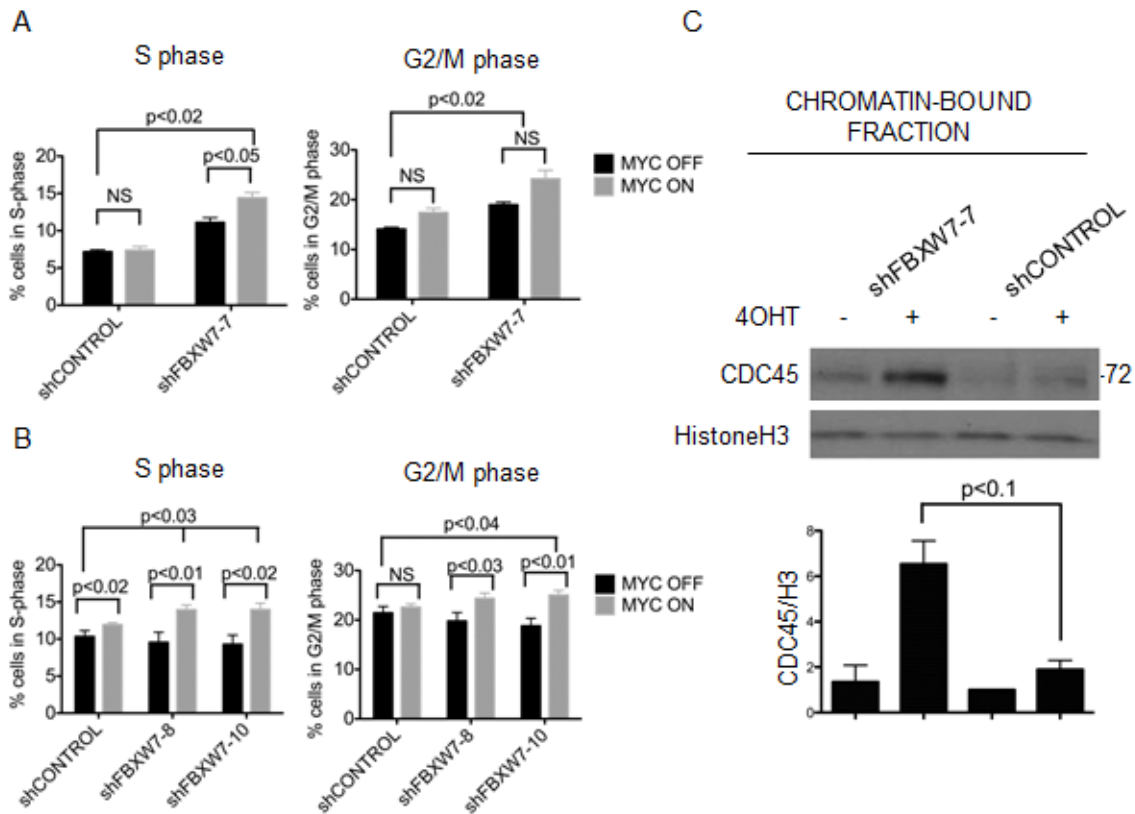 A
S phase
G2/M phase
p<0.02
p<0.05
NS
% cells in S-phase
20
15
10
5
0
shCONTROL
shFBXW7-7
p<0.02
NS
NS
% cells in G2/M phase
30
20
10
0
shCONTROL
shFBXW7-7
MYC OFF
MYC ON
B
S phase
G2/M phase
p<0.03
p<0.02
p<0.01
p<0.02
% cells in S-phase
20
15
10
5
0
shCONTROL
shFBXW7-8
shFBXW7-10
p<0.04
NS
p<0.03
p<0.01
% cells in G2/M phase
30
20
10
0
shCONTROL
shFBXW7-8
shFBXW7-10
MYC OFF
MYC ON
C
CHROMATIN-BOUND
FRACTION
shFBXW7-7
shCONTROL
4OHT - + - +
CDC45 -72
HistoneH3
p<0.1
CDC45/H3
8
6
4
2
0